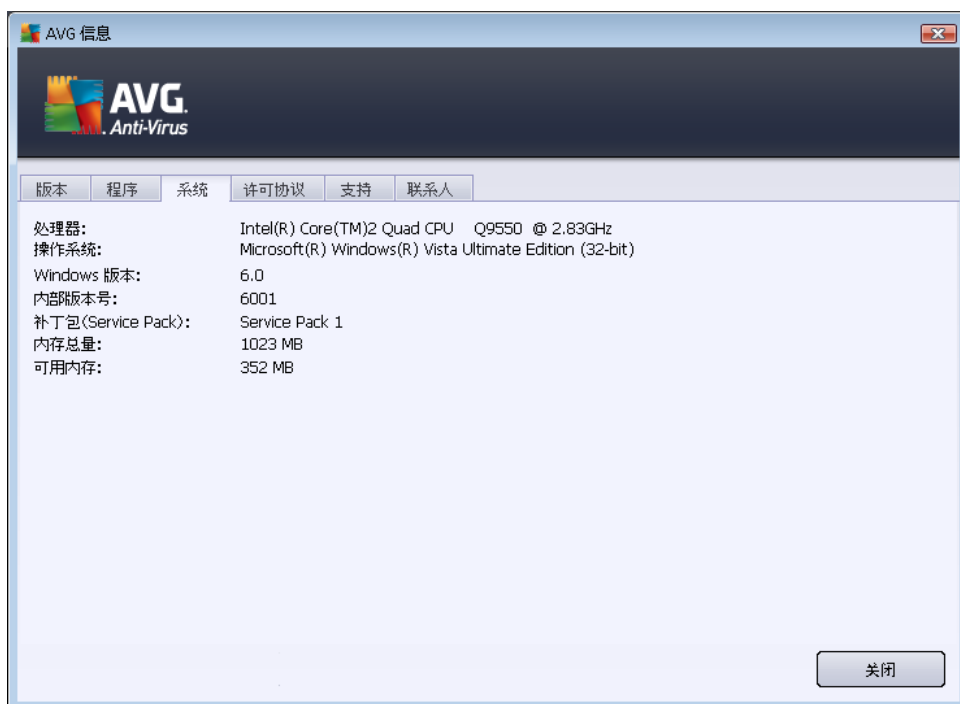 AVG 信息
AVG.
Anti-Virus
版本 程序 系统 许可协议 支持 联系人
处理器: Intel(R) Core(TM)2 Quad CPU Q9550 @ 2.83GHz
操作系统: Microsoft(R) Windows(R) Vista Ultimate Edition (32-bit)
Windows 版本: 6.0
内部版本号: 6001
补丁包(Service Pack): Service Pack 1
内存总量: 1023 MB
可用内存: 352 MB
关闭